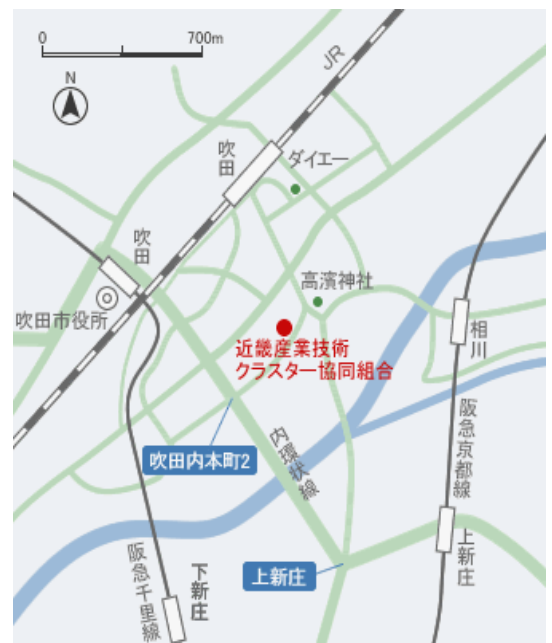 0 700m
N
JR
吹田
ダイエー
吹田
吹田市役所
高濱神社
近畿産業技術
クラスター協同組合
相川
吹田内本町2
内環状線
阪急京都線
上新庄
上新庄
下新庄
阪急千里線